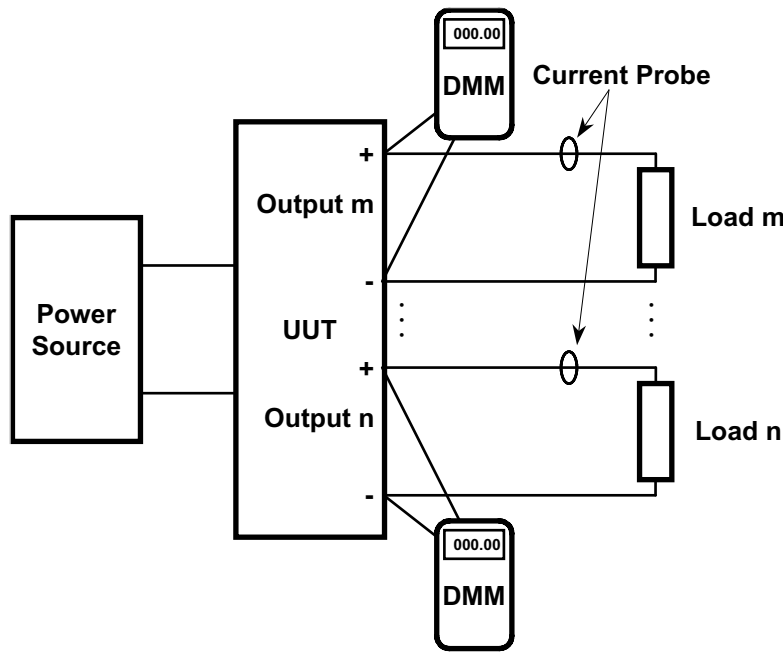 000.00
DMM
Current Probe
+
Output m
Load m
-
Power
Source
UUT
+
Output n
Load n
-
000.00
DMM